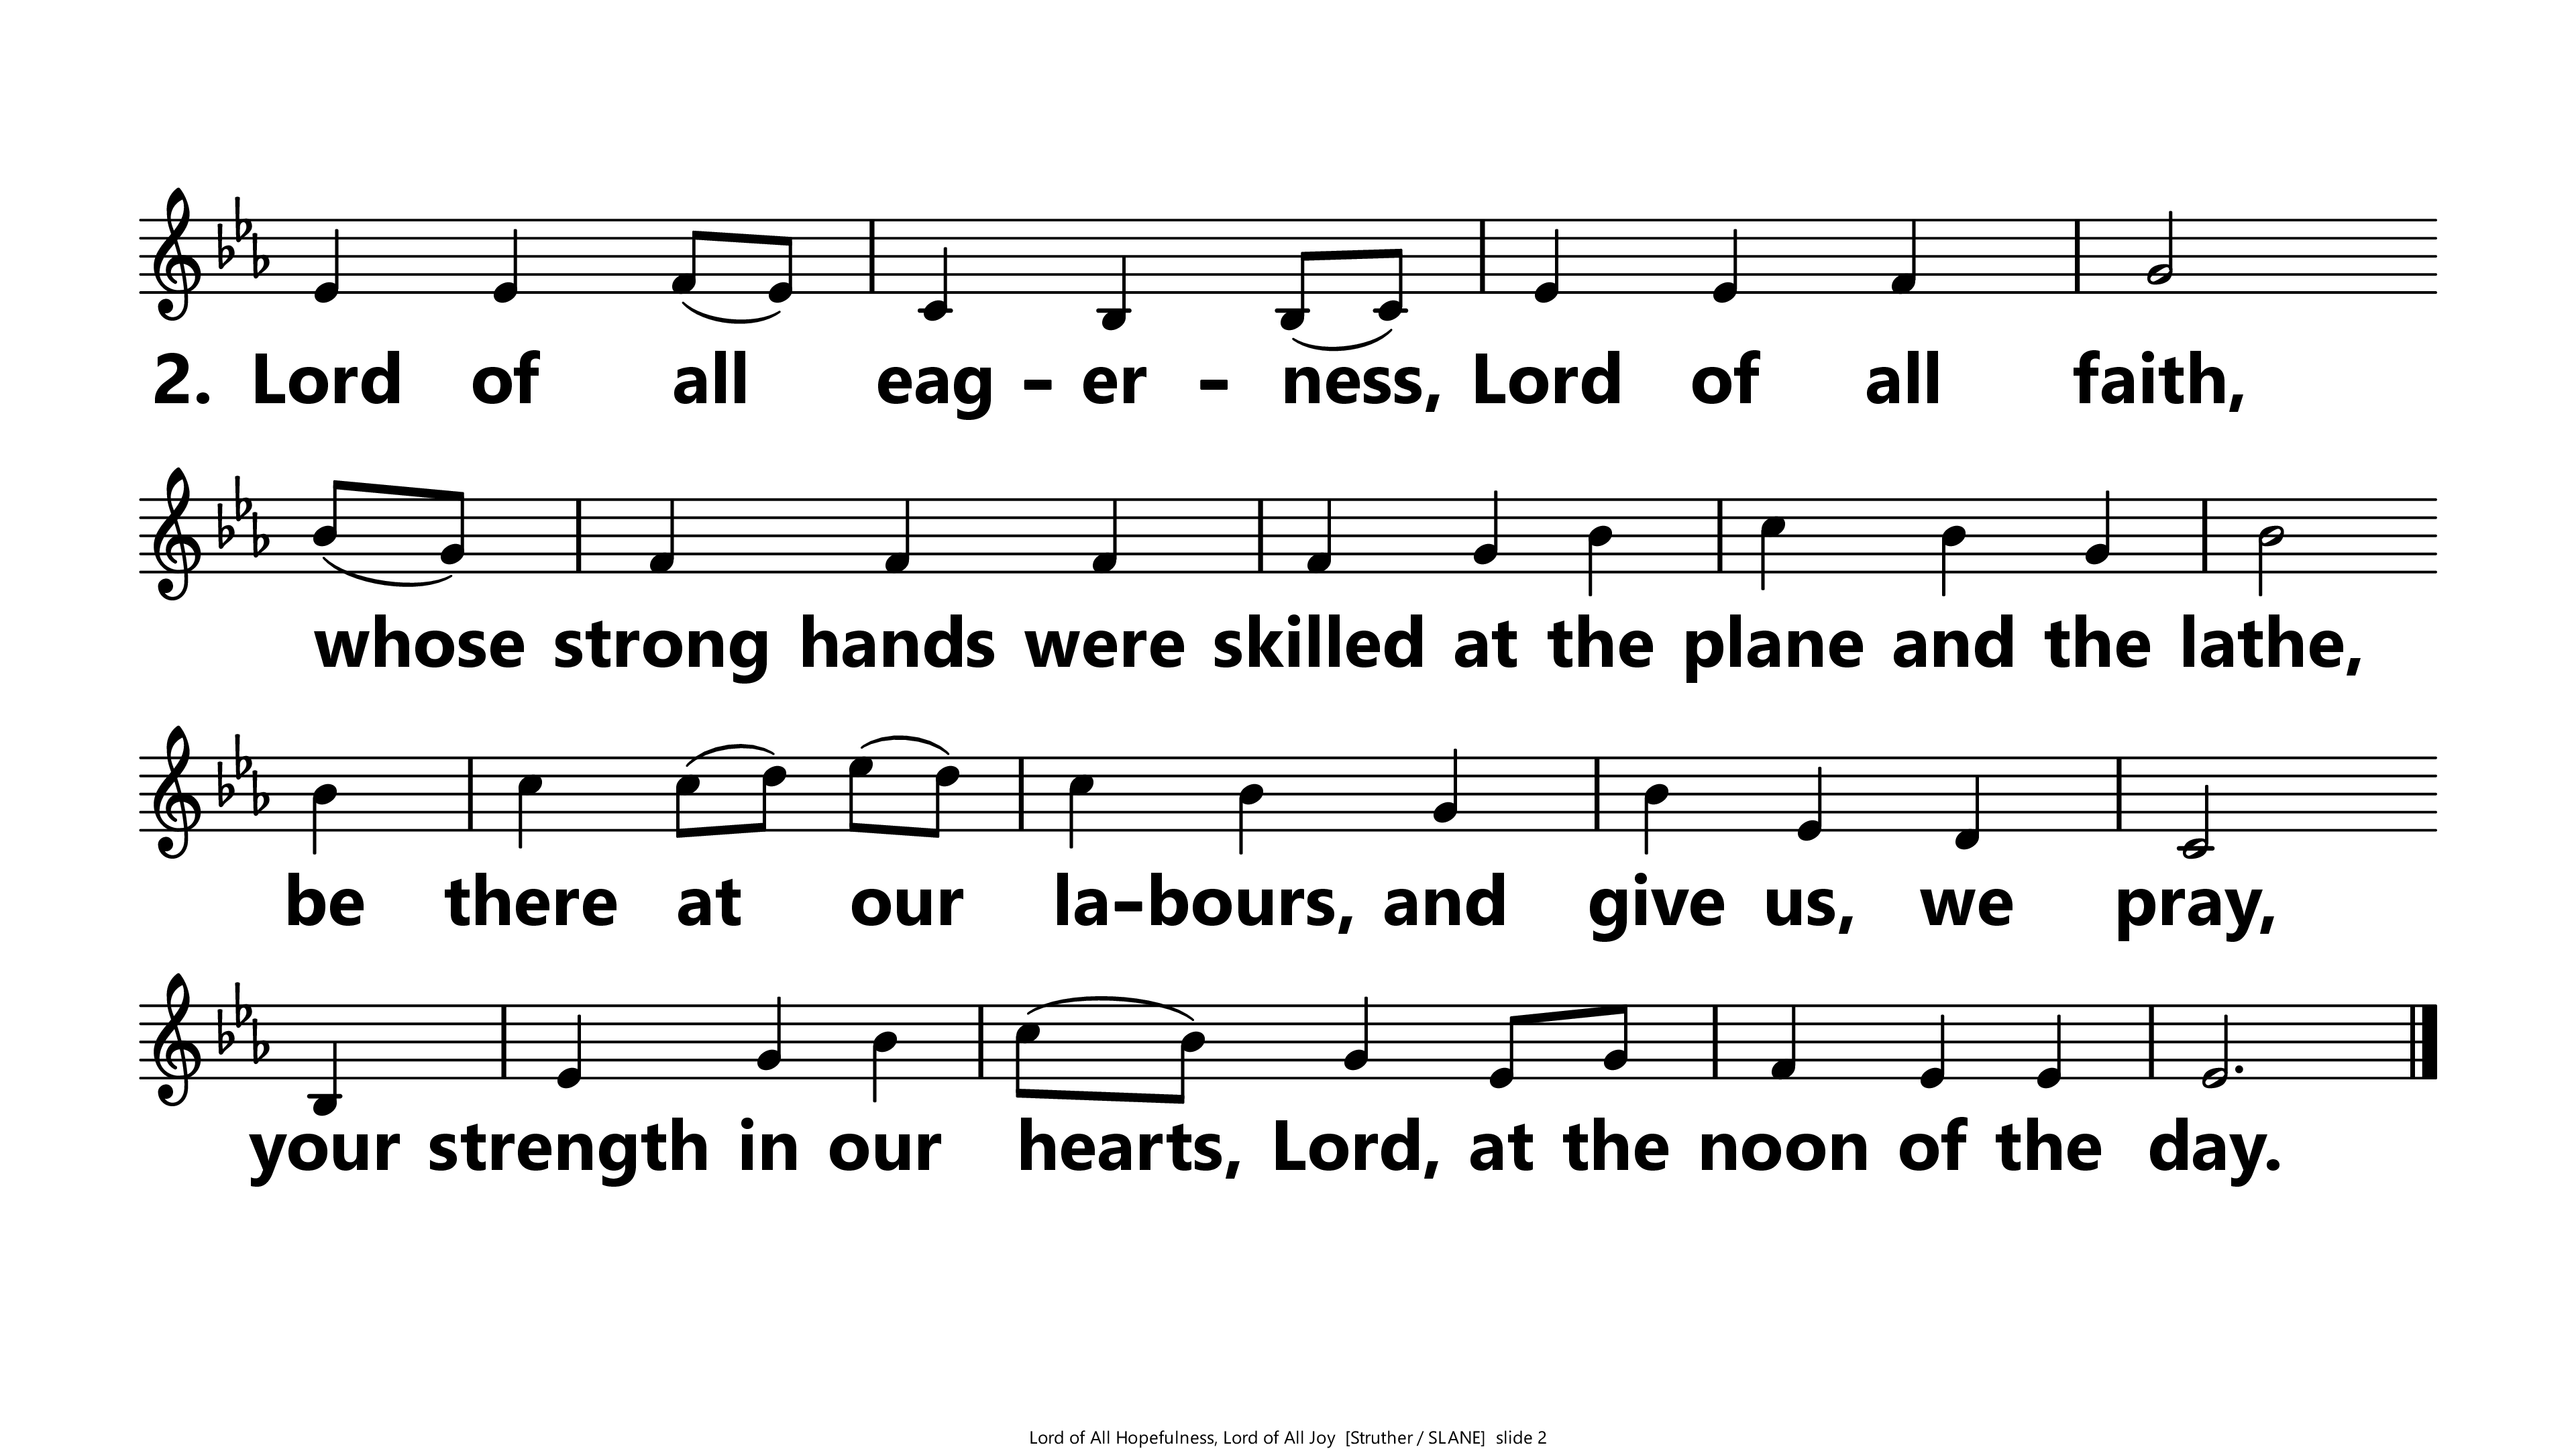 2. Lord of all eag - er - ness, Lord of all faith,
whose strong hands were skilled at the plane and the lathe,
be there at our la-bours, and give us, we pray,
your strength in our hearts, Lord, at the noon of the day.
Lord of All Hopefulness, Lord of All Joy [Struther / SLANE] slide 2